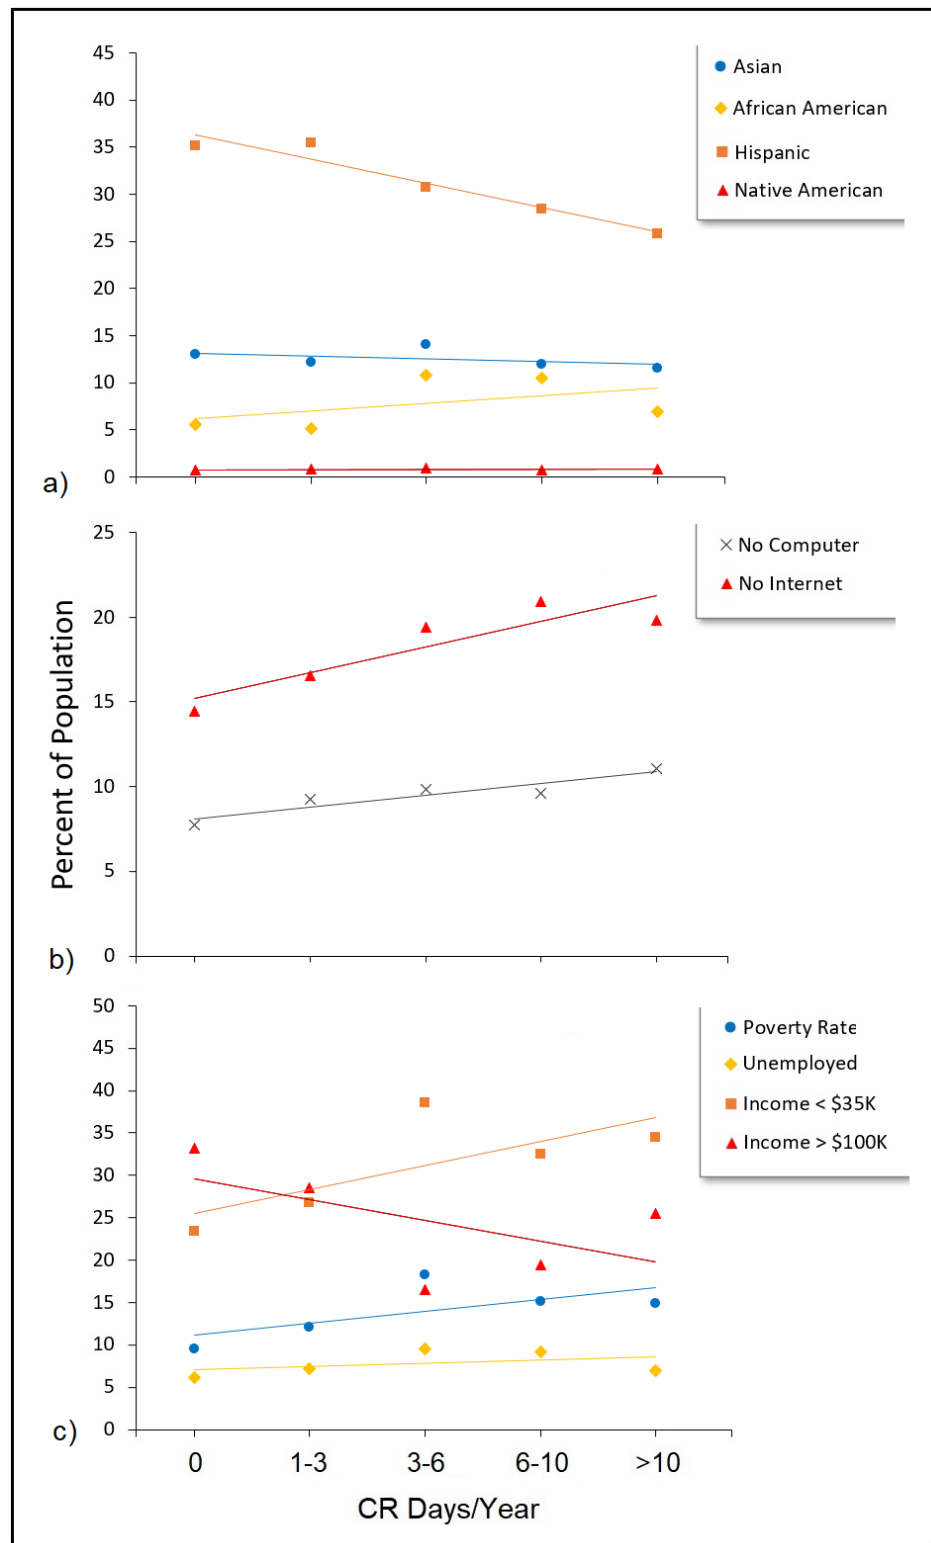 45
40
35
30
25
20
15
10
5
0
a)
Asian
African American
Hispanic
Native American
25
20
15
10
5
0
b)
No Computer
No Internet
Percent of Population
50
45
40
35
30
25
20
15
10
5
0
c)
Poverty Rate
Unemployed
Income < $35K
Income > $100K
0 1-3 3-6 6-10 >10
CR Days/Year